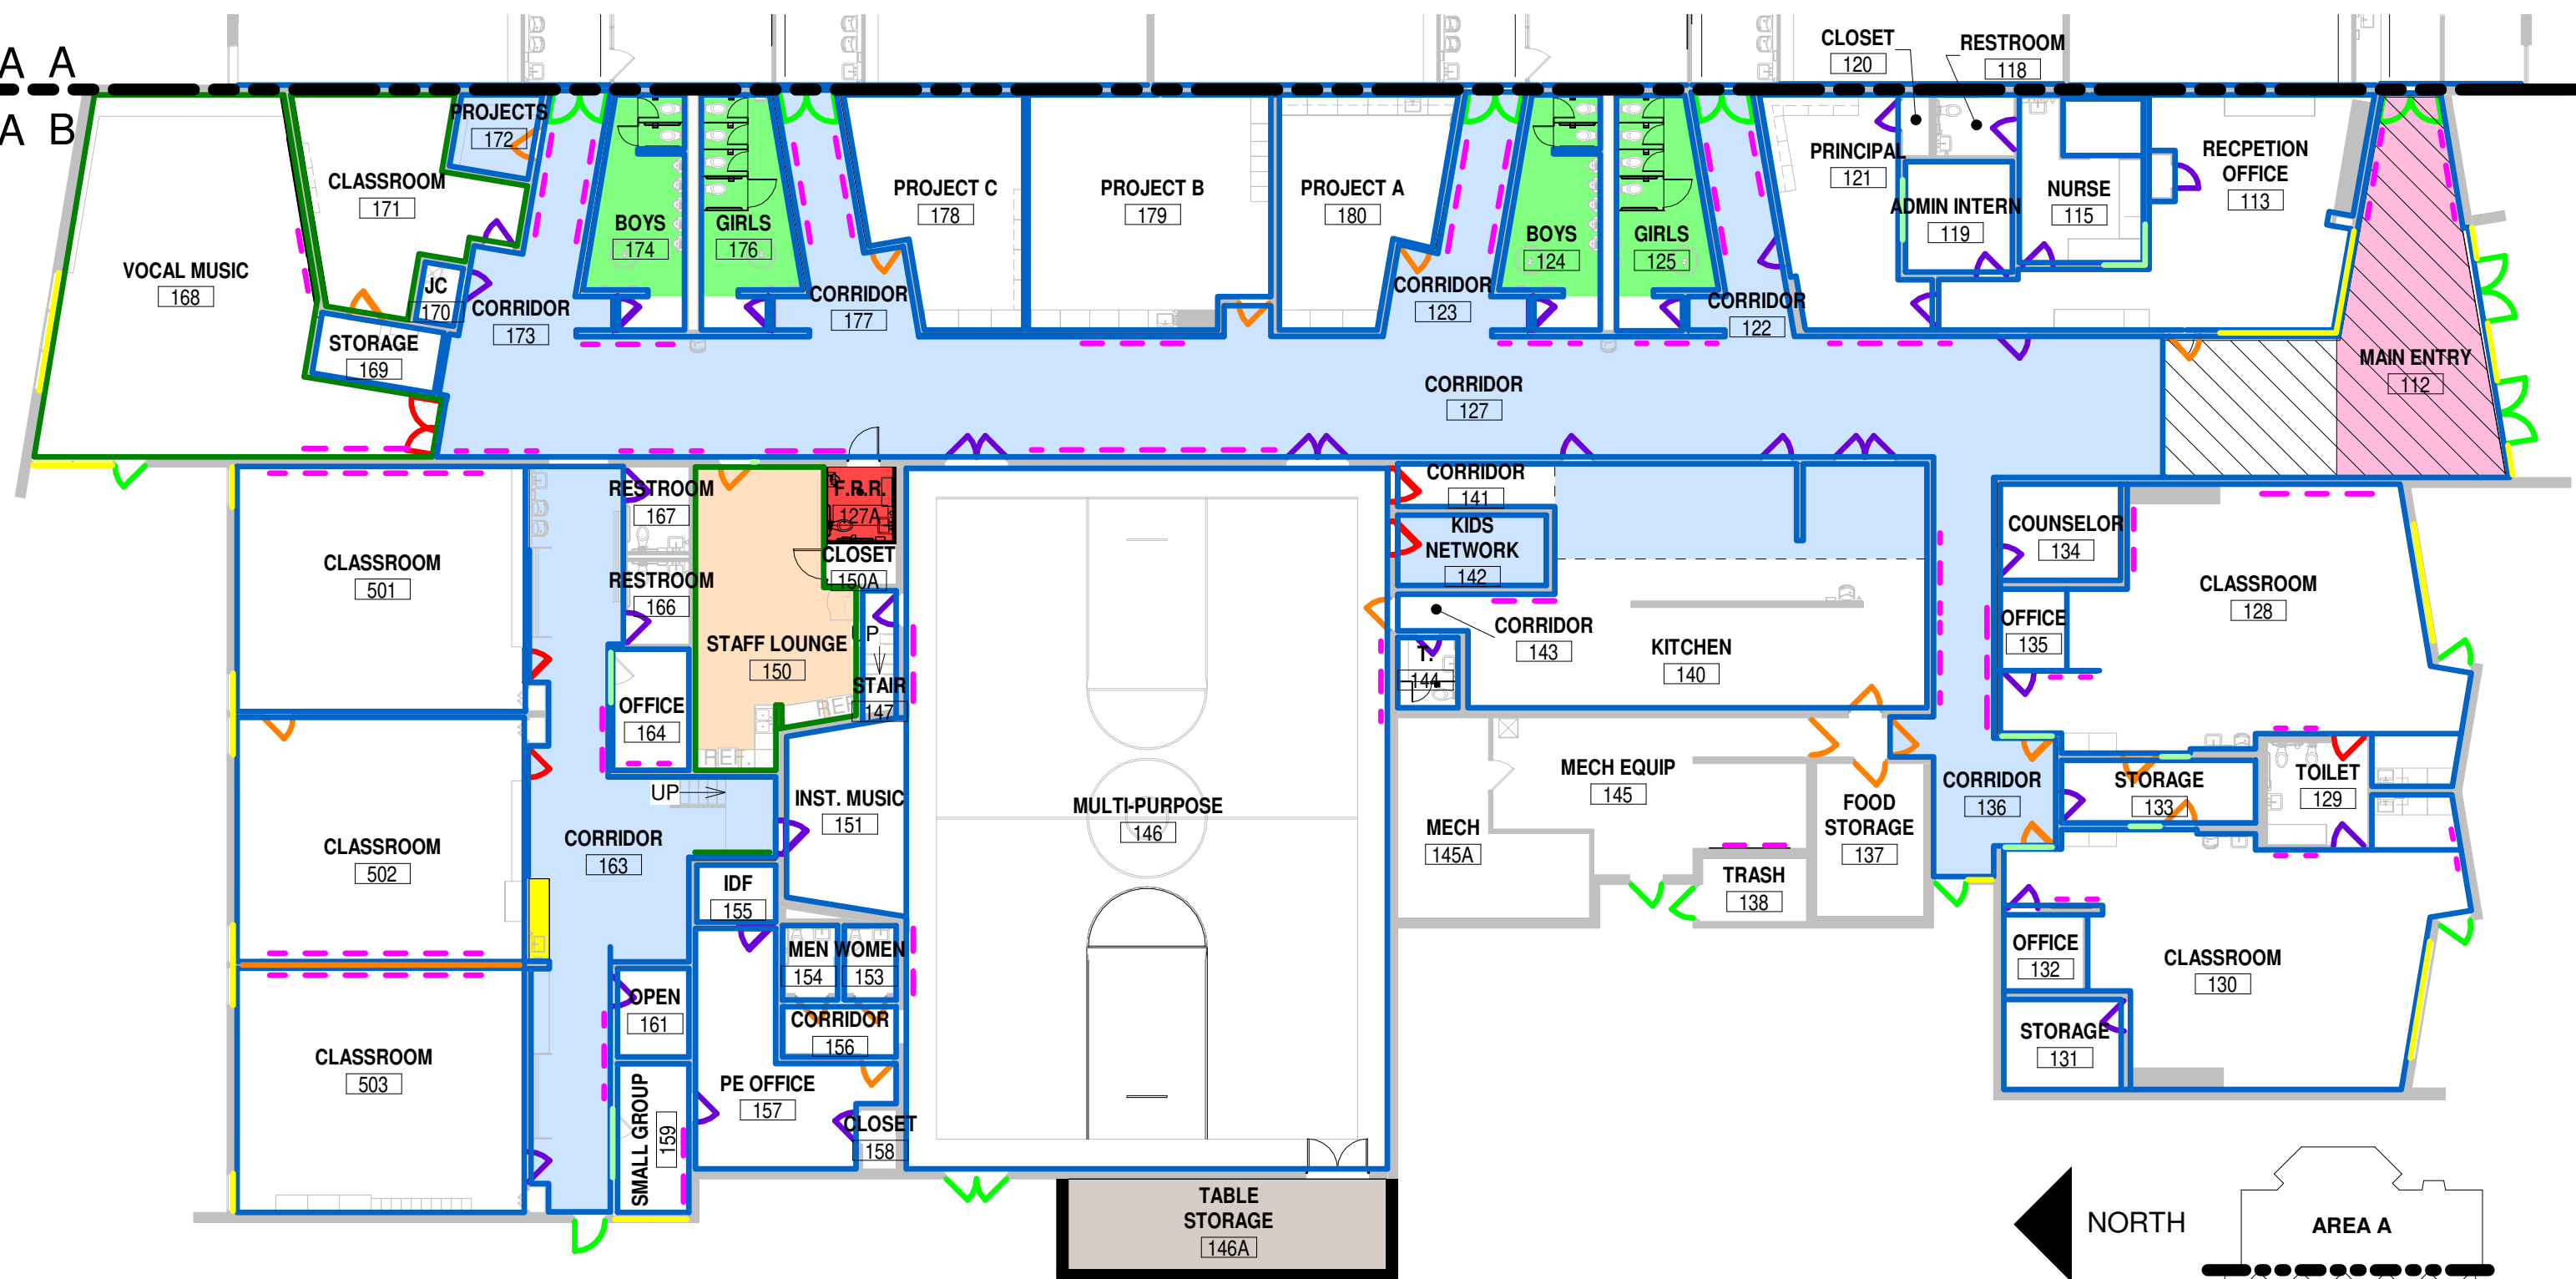 CLOSET
120
RESTROOM
118
A
A
A
B
PROJECTS
172
CLASSROOM
171
VOCAL MUSIC
168
JC
170
STORAGE
169
CORRIDOR
173
BOYS
174
GIRLS
176
CORRIDOR
177
PROJECT C
178
PROJECT B
179
PROJECT A
180
CORRIDOR
123
BOYS
124
GIRLS
125
CORRIDOR
122
PRINCIPAL
121
ADMIN INTERN
119
NURSE
115
RECPETION
OFFICE
113
MAIN ENTRY
112
CORRIDOR
127
CLASSROOM
501
RESTROOM
167
RESTROOM
166
F.R.R.
127A
CLOSET
150A
STAFF LOUNGE
150
UP
STAIR
147
REF.
REF.
OFFICE
164
CORRIDOR
141
KIDS
NETWORK
142
CORRIDOR
143
T.
144
KITCHEN
140
COUNSELOR
134
OFFICE
135
CLASSROOM
128
CLASSROOM
502
UP
CORRIDOR
163
INST. MUSIC
151
MULTI-PURPOSE
146
MECH EQUIP
145
MECH
145A
FOOD
STORAGE
137
TRASH
138
CORRIDOR
136
STORAGE
133
TOILET
129
IDF
155
MEN
154
WOMEN
153
OPEN
161
CORRIDOR
156
CLASSROOM
503
SMALL GROUP
159
PE OFFICE
157
CLOSET
158
OFFICE
132
CLASSROOM
130
STORAGE
131
TABLE
STORAGE
146A
NORTH
AREA A